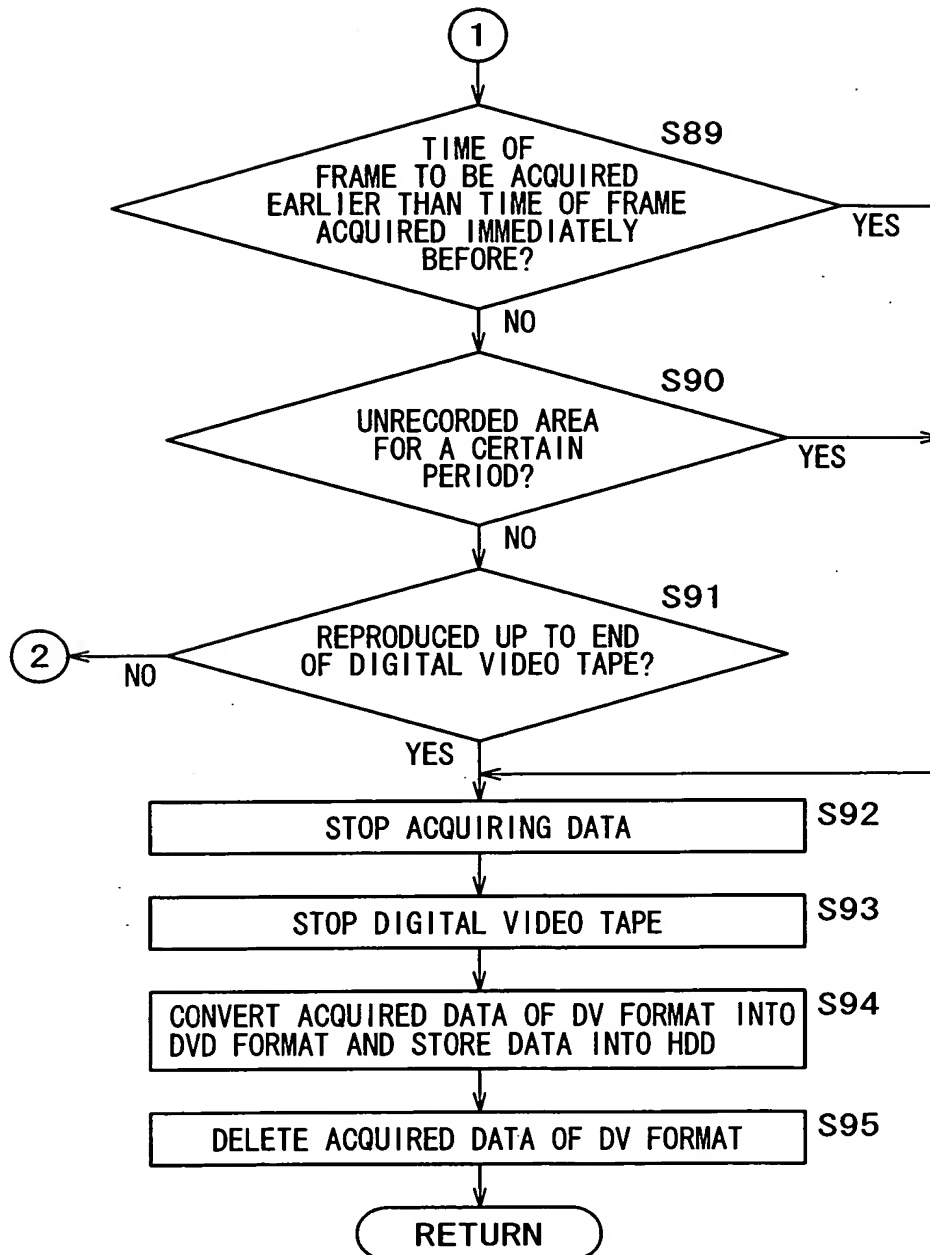 1
S89
TIME OF
FRAME TO BE ACQUIRED
EARLIER THAN TIME OF FRAME
ACQUIRED IMMEDIATELY
BEFORE?
YES
NO
S90
UNRECORDED AREA
FOR A CERTAIN
PERIOD?
YES
NO
S91
REPRODUCED UP TO END
OF DIGITAL VIDEO TAPE?
2
NO
YES
STOP ACQUIRING DATA
S92
STOP DIGITAL VIDEO TAPE
S93
CONVERT ACQUIRED DATA OF DV FORMAT INTO
DVD FORMAT AND STORE DATA INTO HDD
S94
DELETE ACQUIRED DATA OF DV FORMAT
S95
RETURN